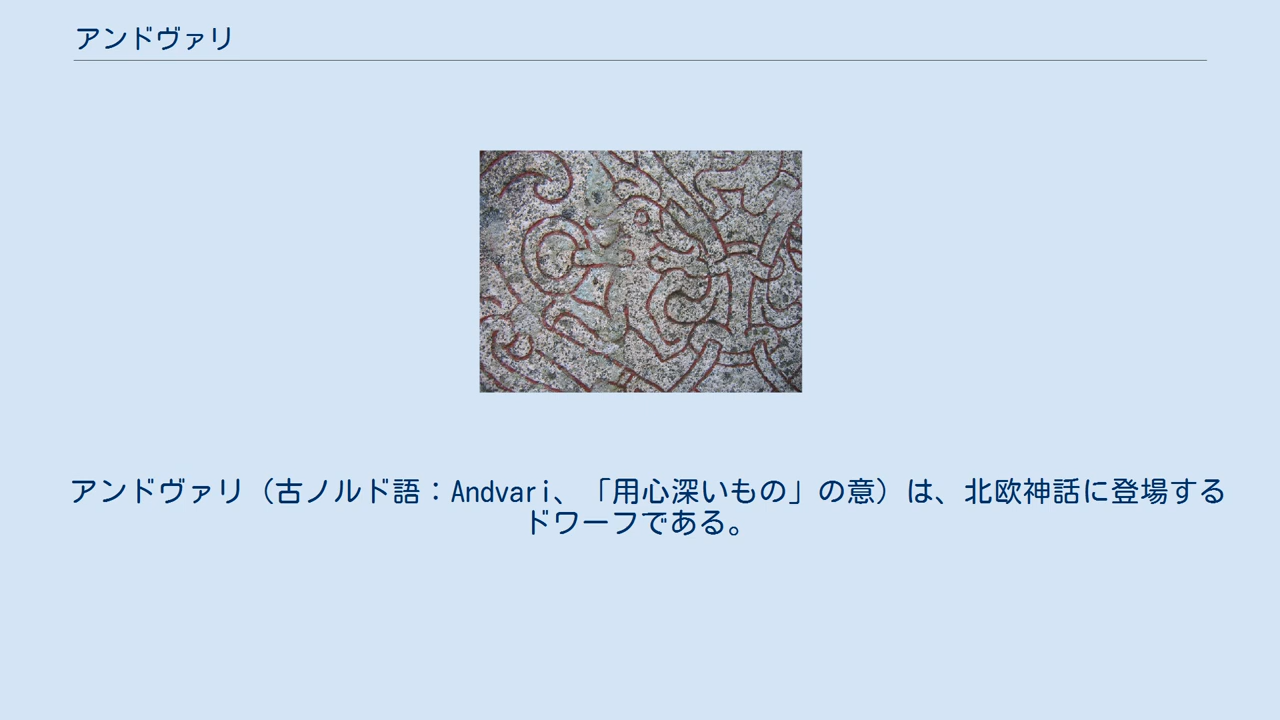 アンドヴァリ
アンドヴァリ（古ノルド語：Andvari、「用心深いもの」の意）は、北欧神話に登場する
ドワーフである。